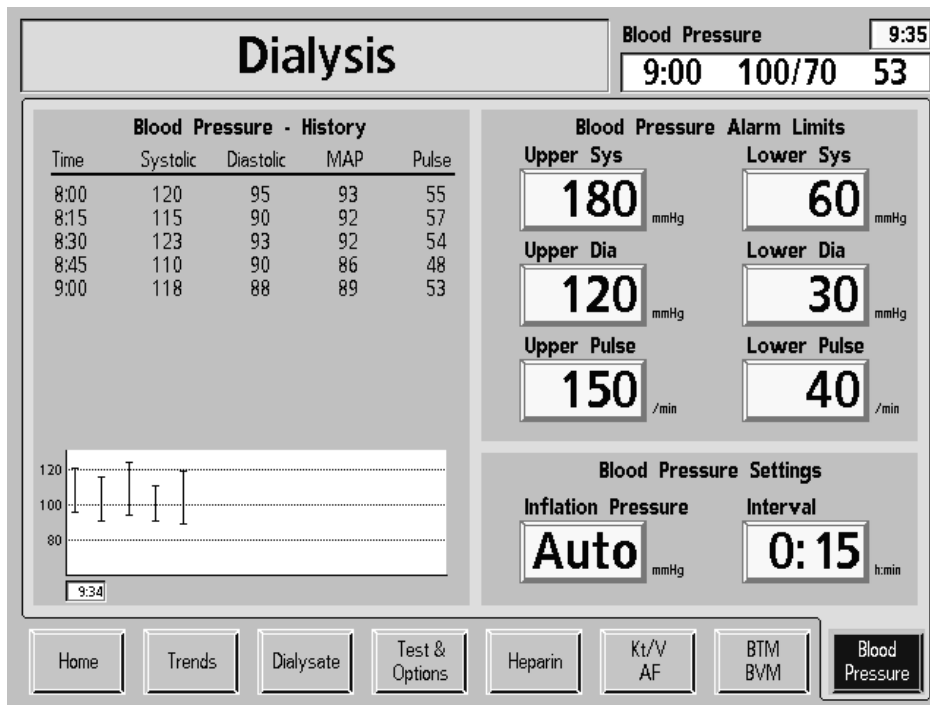 Dialysis
Blood Pressure 9:35
9:00 100/70 53
Blood Pressure - History
Time Systolic Diastolic MAP Pulse
8:00 120 95 93 55
8:15 115 90 92 57
8:30 123 93 92 54
8:45 110 90 86 48
9:00 118 88 89 53
120
100
80
9:34
Blood Pressure Alarm Limits
Upper Sys Lower Sys
180 mmHg 60 mmHg
Upper Dia Lower Dia
120 mmHg 30 mmHg
Upper Pulse Lower Pulse
150 /min 40 /min
Blood Pressure Settings
Inflation Pressure Interval
Auto mmHg 0:15 h:min
Home
Trends
Dialysate
Test &
Options
Heparin
Kt/V
AF
BTM
BVM
Blood
Pressure